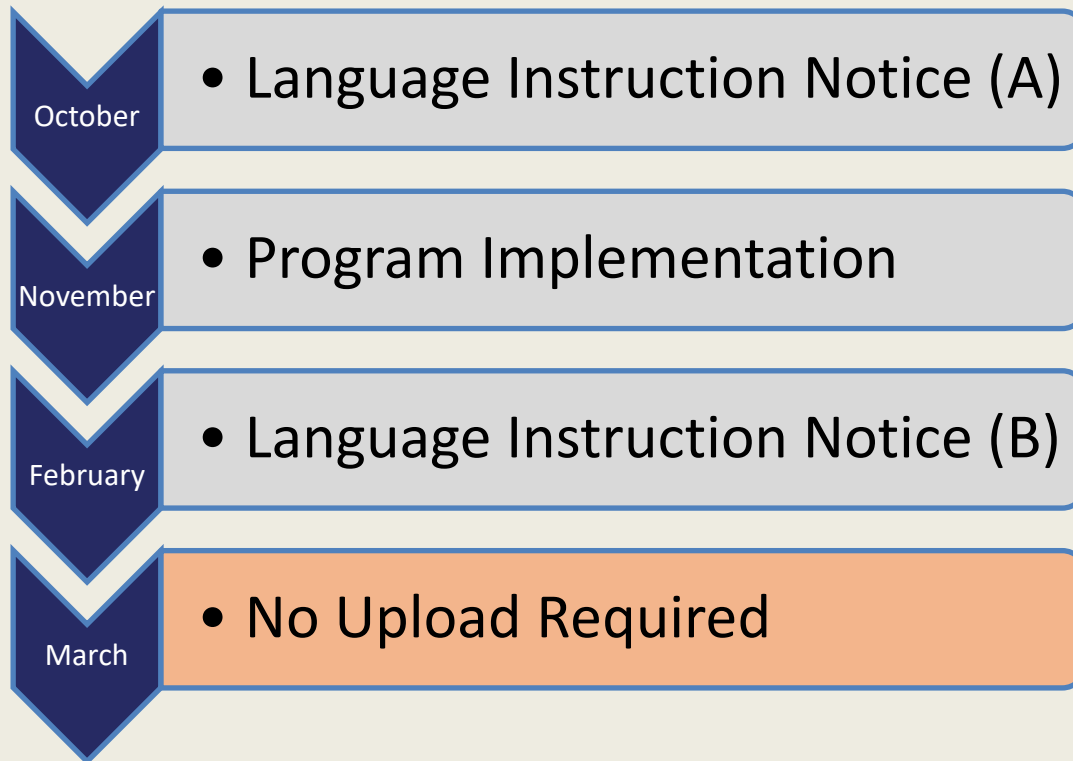 October
• Language Instruction Notice (A)
November
• Program Implementation
February
• Language Instruction Notice (B)
March
• No Upload Required